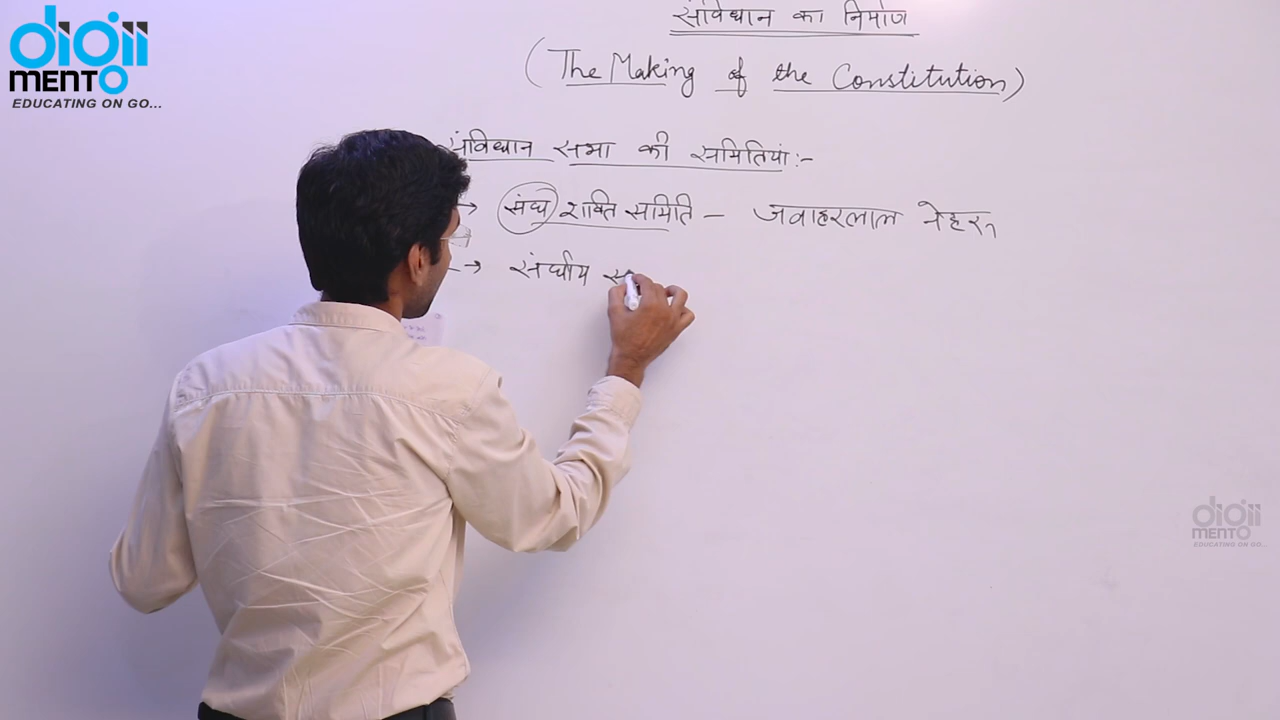 digii
MENTO
EDUCATING ON GO...
संविधान का निर्माण
(The Making of the Constitution)
संविधान सभा की समितियां :-
→ संघ शक्ति समिति - जवाहरलाल नेहरू
→ संघीय स
digii
MENTO
EDUCATING ON GO...